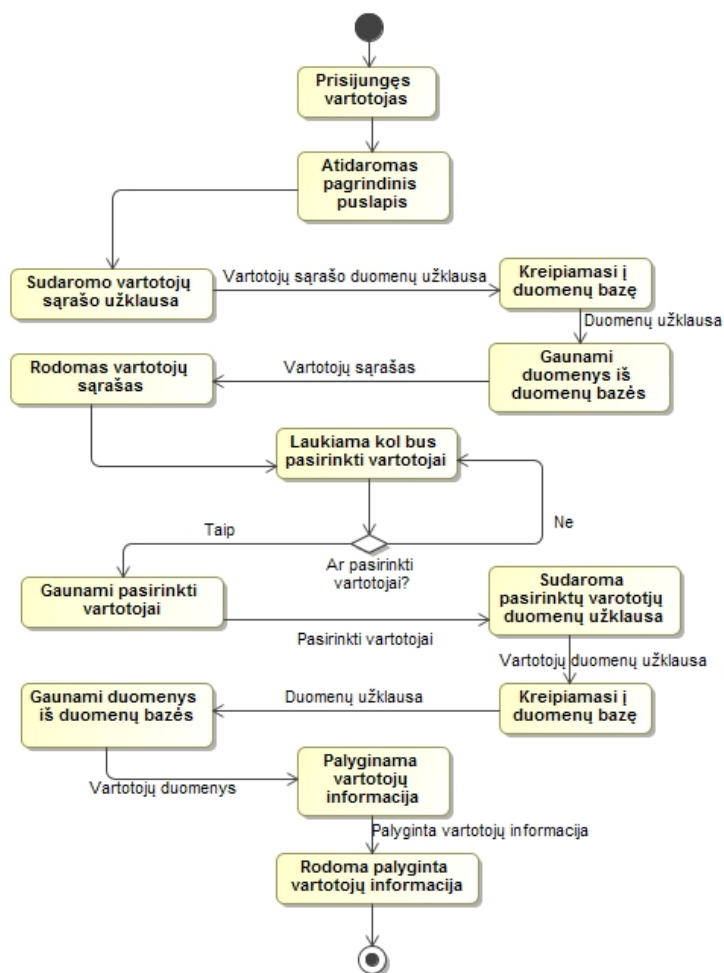 Prisijungęs
vartotojas
Atidaromas
pagrindinis
puslapis
Sudaromo vartotojų
sąrašo užklausa
Vartotojų sąrašo duomenų užklausa
Kreipiamasi į
duomenų bazę
Duomenų užklausa
Gaunami
duomenys iš
duomenų bazės
Vartotojų sąrašas
Rodomas vartotojų
sąrašas
Laukiama kol bus
pasirinkti vartotojai
Ne
Taip
Ar pasirinkti
vartotojai?
Gaunami pasirinkti
vartotojai
Pasirinkti vartotojai
Sudaroma
pasirinktų varototjų
duomenų užklausa
Vartotojų duomenų užklausa
Kreipiamasi į
duomenų bazę
Duomenų užklausa
Gaunami duomenys
iš duomenų bazės
Vartotojų duomenys
Palyginama
vartotojų
informacija
Palyginta vartotojų informacija
Rodoma palyginta
vartotojų informacija